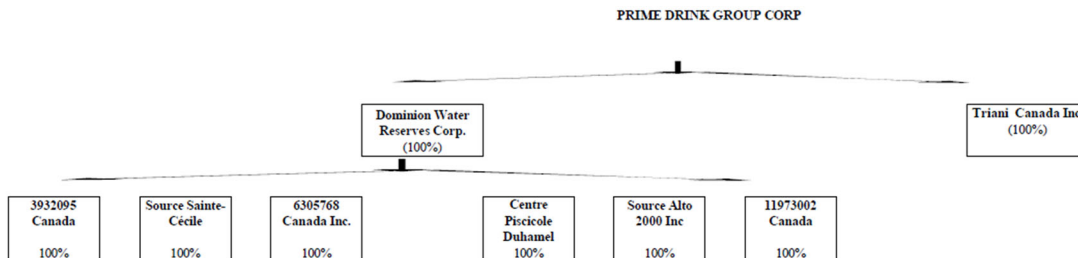 PRIME DRINK GROUP CORP
Dominion Water
Reserves Corp.
(100%)
Triani Canada Inc
(100%)
3932095
Canada
100%
Source Sainte-
Cécile
100%
6305768
Canada Inc.
100%
Centre
Piscicole
Duhamel
100%
Source Alto
2000 Inc
100%
11973002
Canada
100%